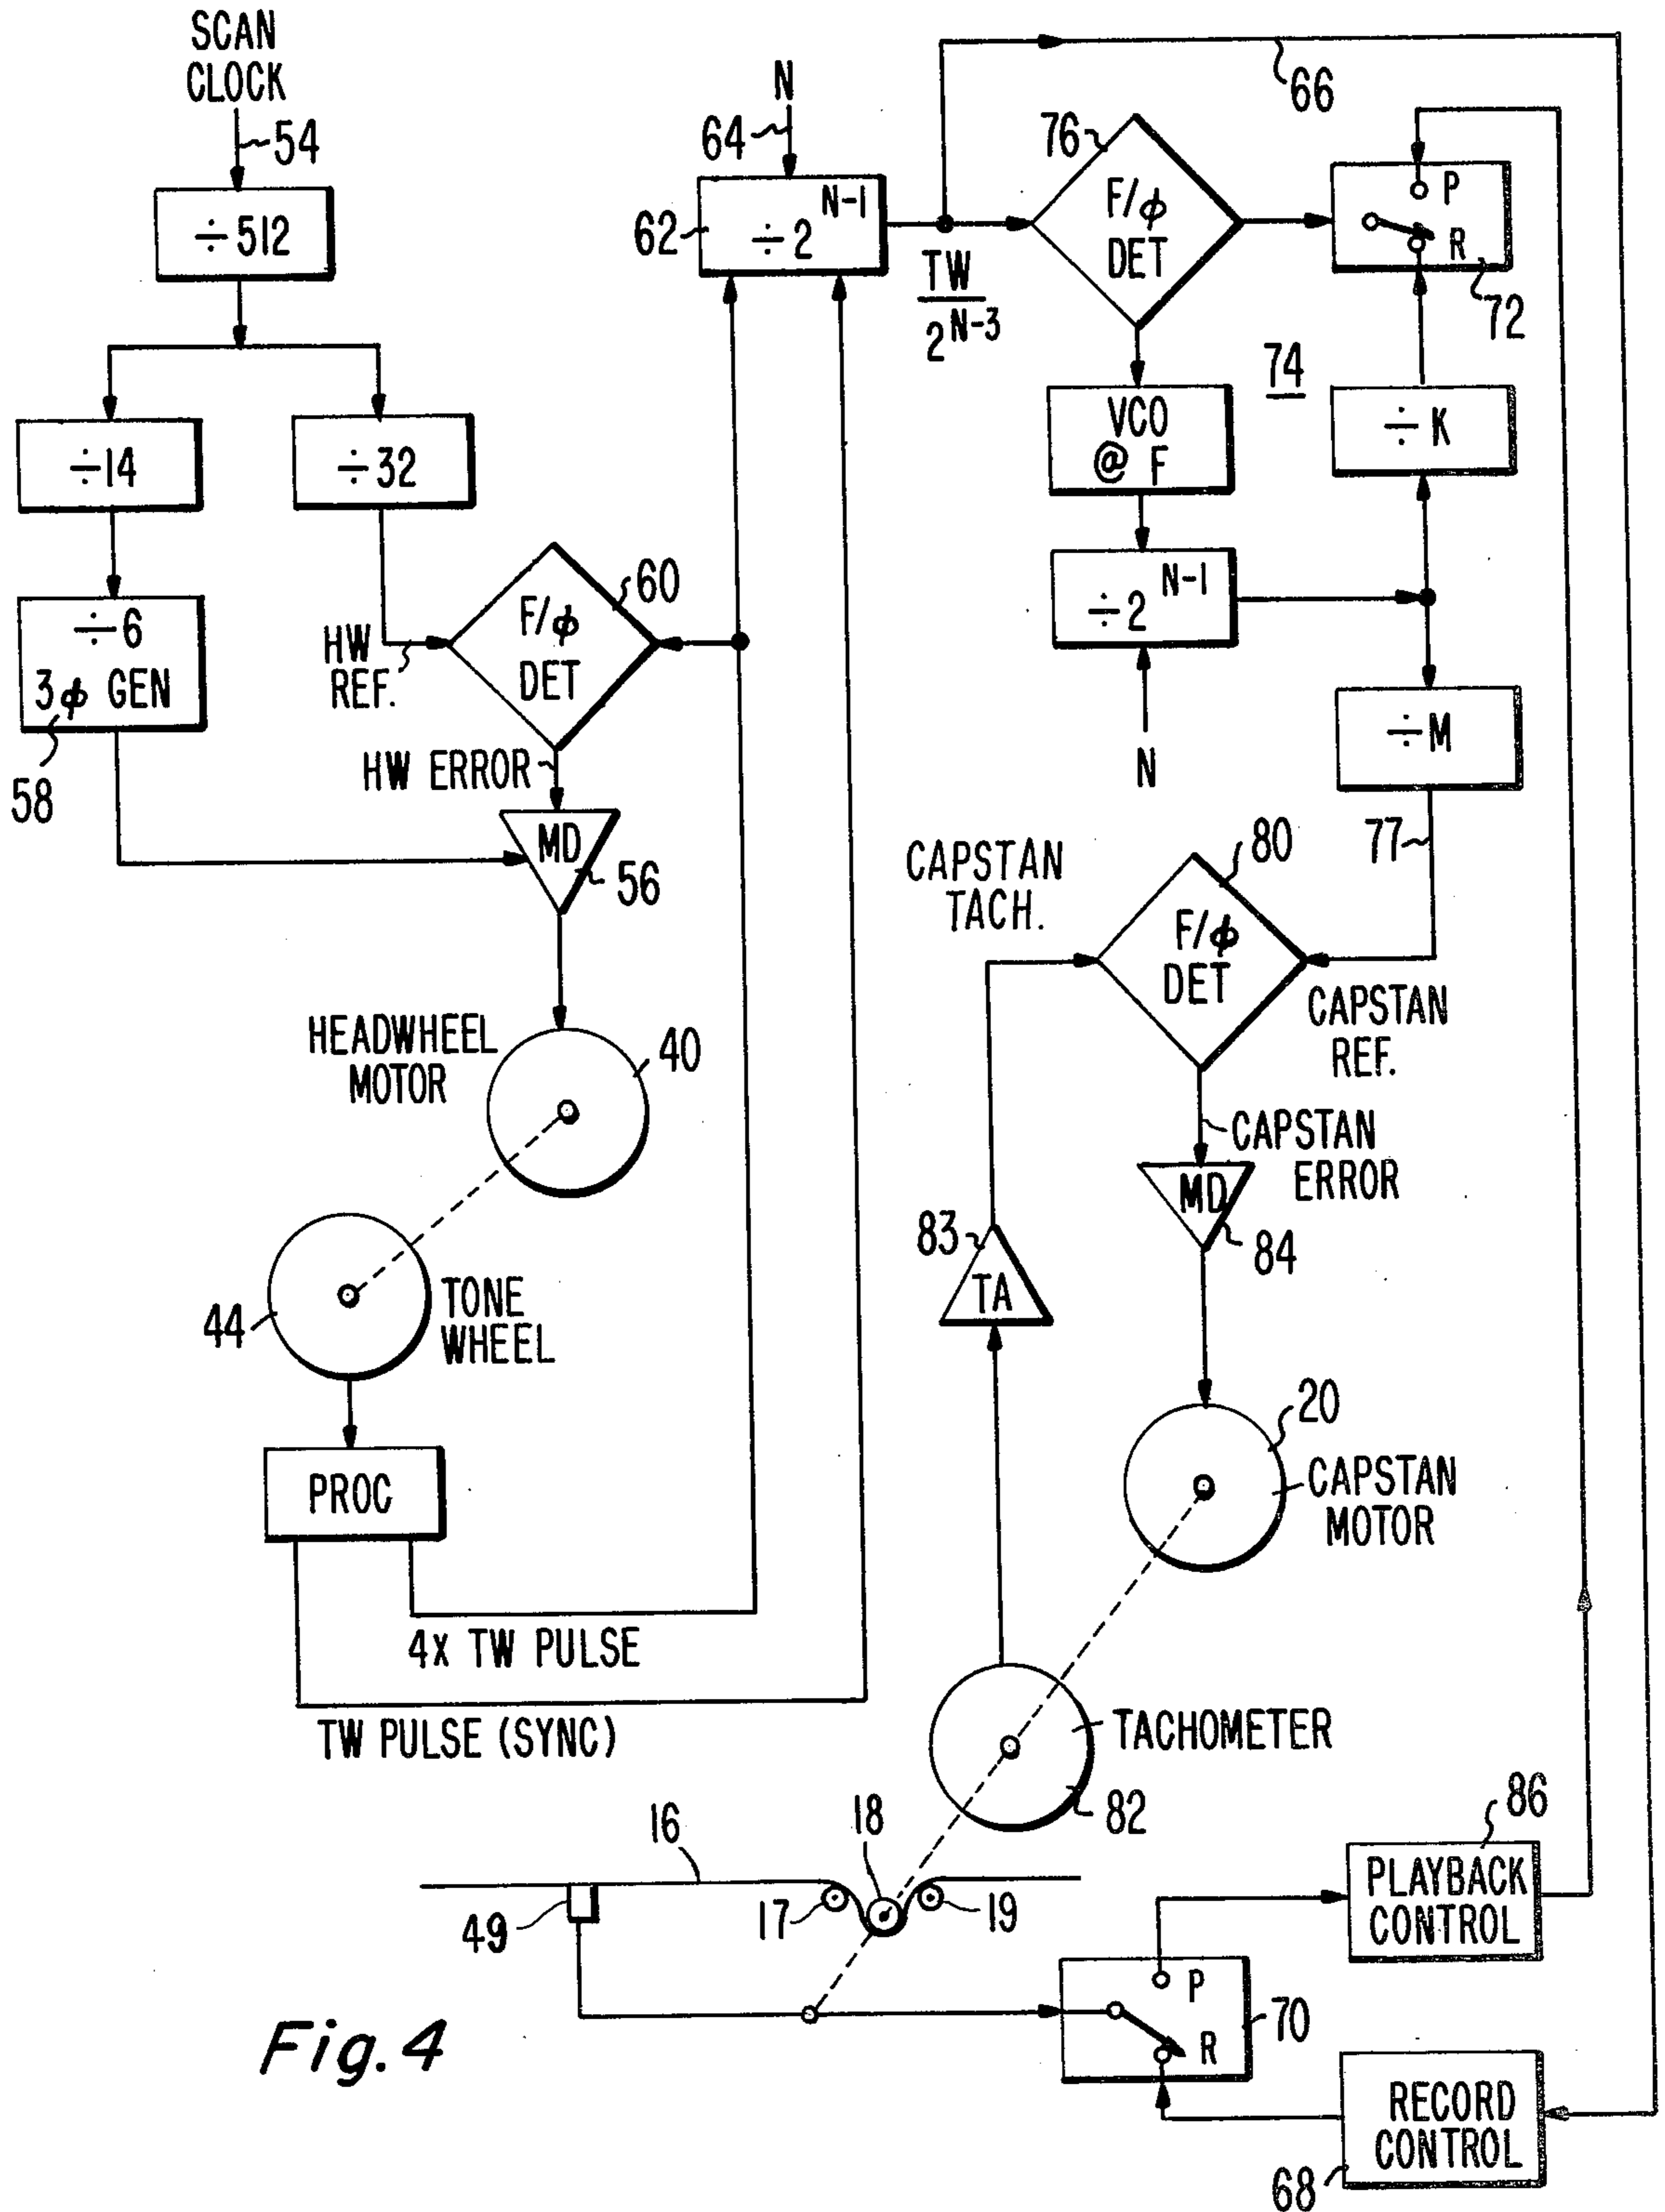 SCAN
CLOCK
54
÷512
÷14
÷32
÷6
3ϕ GEN
58
HW
REF.
F/ϕ
DET
60
HW ERROR
MD
56
HEADWHEEL
MOTOR
40
44
TONE
WHEEL
PROC
4X TW PULSE
TW PULSE (SYNC)
N
64
62
÷2 N-1
TW
2 N-3
66
76
F/ϕ
DET
P
R
72
74
VCO
@ F
÷K
÷2 N-1
N
÷M
77
CAPSTAN
TACH.
80
F/ϕ
DET
CAPSTAN
REF.
CAPSTAN
ERROR
MD
84
83
TA
20
CAPSTAN
MOTOR
TACHOMETER
82
16
18
17
19
49
86
PLAYBACK
CONTROL
P
R
70
RECORD
CONTROL
68
Fig. 4